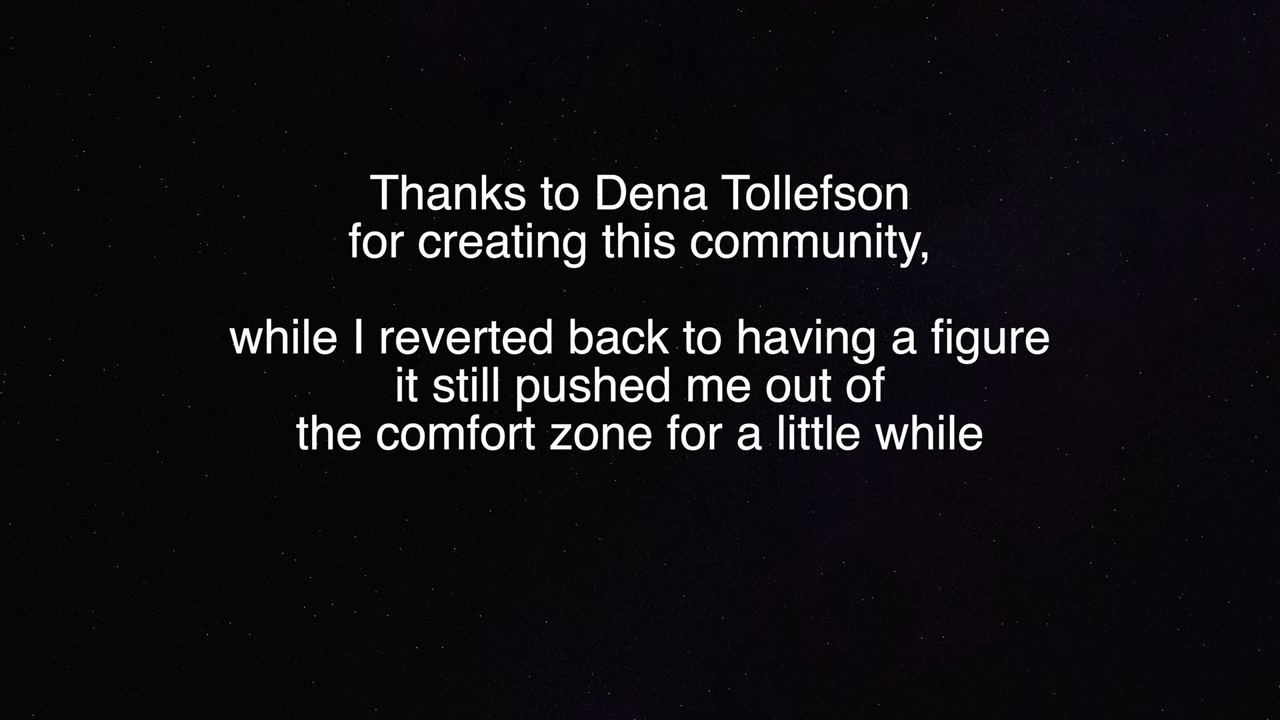 Thanks to Dena Tollefson
for creating this community,
while I reverted back to having a figure
it still pushed me out of
the comfort zone for a little while